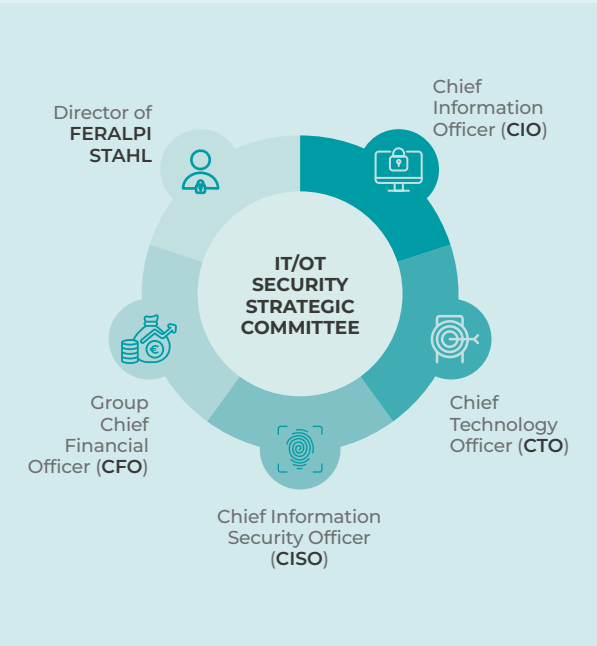 Chief
Information
Officer (CIO)
Director of
FERALPI
STAHL
IT/OT
SECURITY
STRATEGIC
COMMITTEE
€
Group
Chief
Financial
Officer (CFO)
Chief
Technology
Officer (CTO)
Chief Information
Security Officer
(CISO)